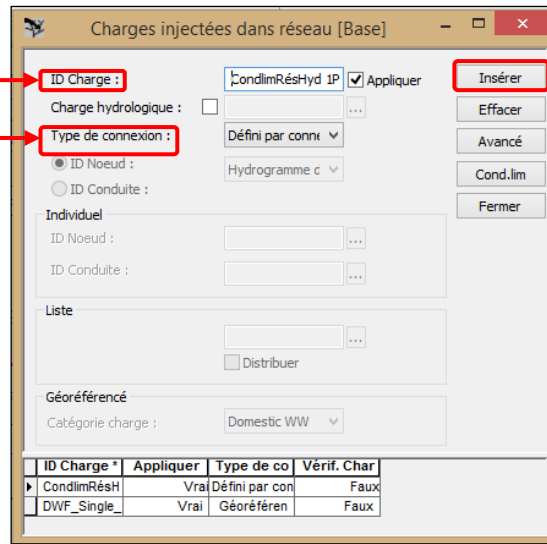 Charges injectées dans réseau [Base]
ID Charge : CondlimRésHyd 1P Appliquer Insérer
Charge hydrologique : ... Effacer
Type de connexion : Défini par conne Avancé
ID Noeud : Hydrogramme d Cond.lim
ID Conduite : Fermer
Individuel
ID Noeud : ...
ID Conduite : ...
Liste
...
Distribuer
Géoréférencé
Catégorie charge : Domestic WW
ID Charge * Appliquer Type de co Vérif. Char
CondlimRésH Vrai Défini par con Faux
DWF_Single_ Vrai Géoréféren Faux